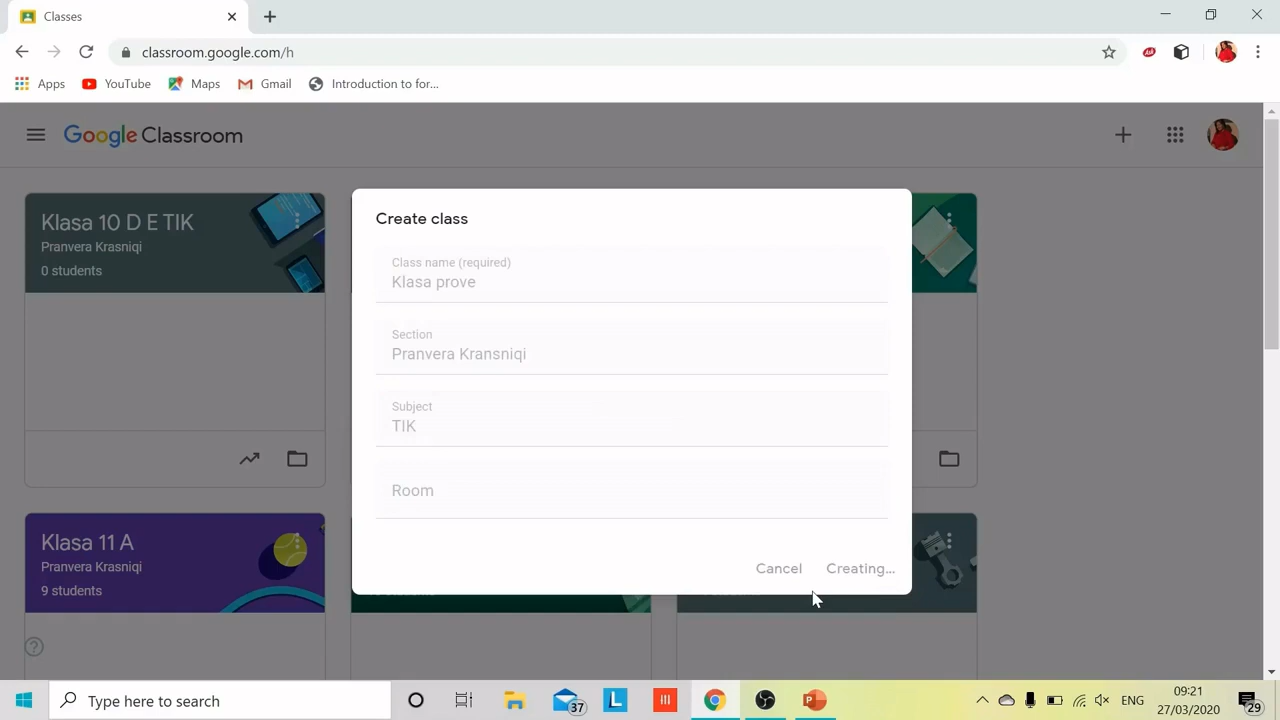 Classes
classroom.google.com/h
Apps YouTube Maps Gmail Introduction to for...
Google Classroom
Klasa 10 D E TIK
Pranvera Krasniqi
0 students
Create class
Class name (required)
Klasa prove
Section
Pranvera Kransniqi
Subject
TIK
Room
Cancel Creating...
Klasa 11 A
Pranvera Krasniqi
9 students
Type here to search
37
L
ENG
09:21
27/03/2020
29